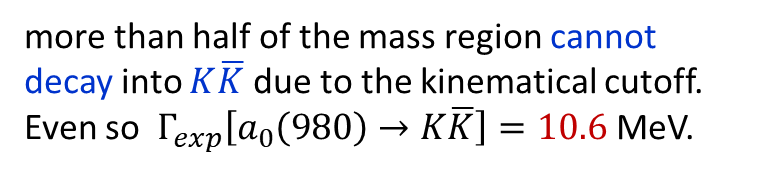 more than half of the mass region cannot
decay into KK̅ due to the kinematical cutoff.
Even so Γₑₓₚ[a₀(980) → KK̅] = 10.6 MeV.